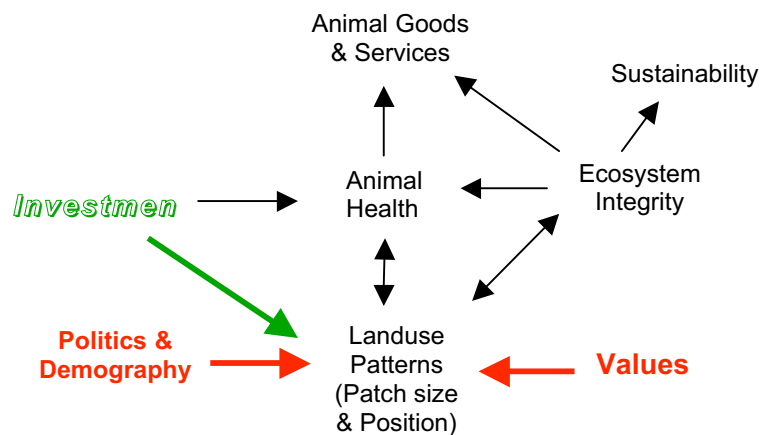 Animal Goods
& Services
Sustainability
Animal
Health
Ecosystem
Integrity
Investmen
Politics &
Demography
Landuse
Patterns
(Patch size
& Position)
Values